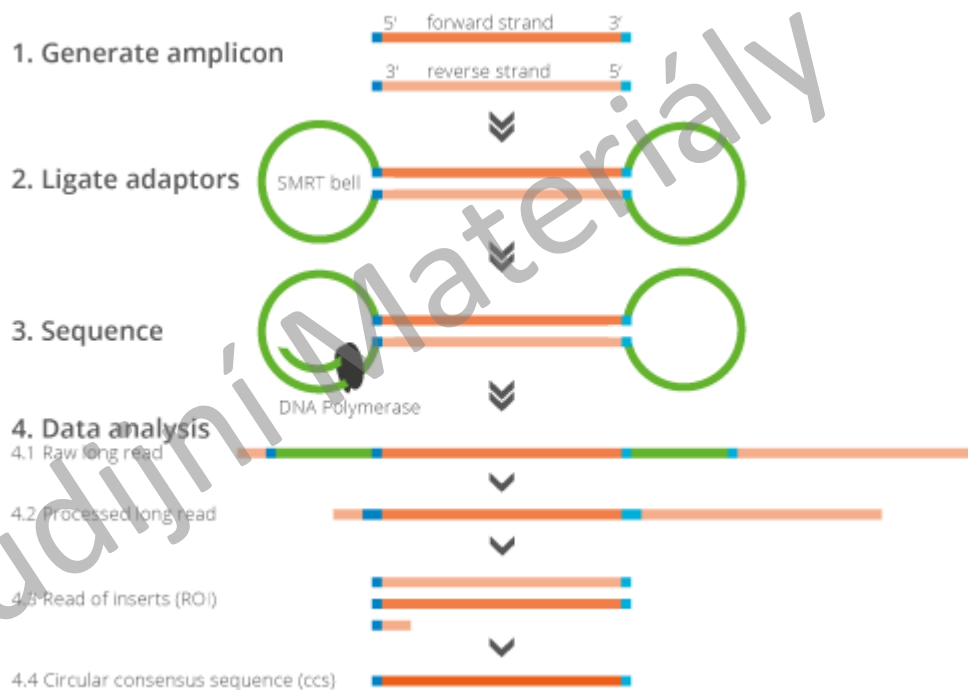 5' forward strand 3'
1. Generate amplicon
3' reverse strand 5'
2. Ligate adaptors
SMRT bell
3. Sequence
DNA Polymerase
4. Data analysis
4.1 Raw long read
4.2 Processed long read
4.3 Read of inserts (ROI)
4.4 Circular consensus sequence (ccs)
udijní Materiály